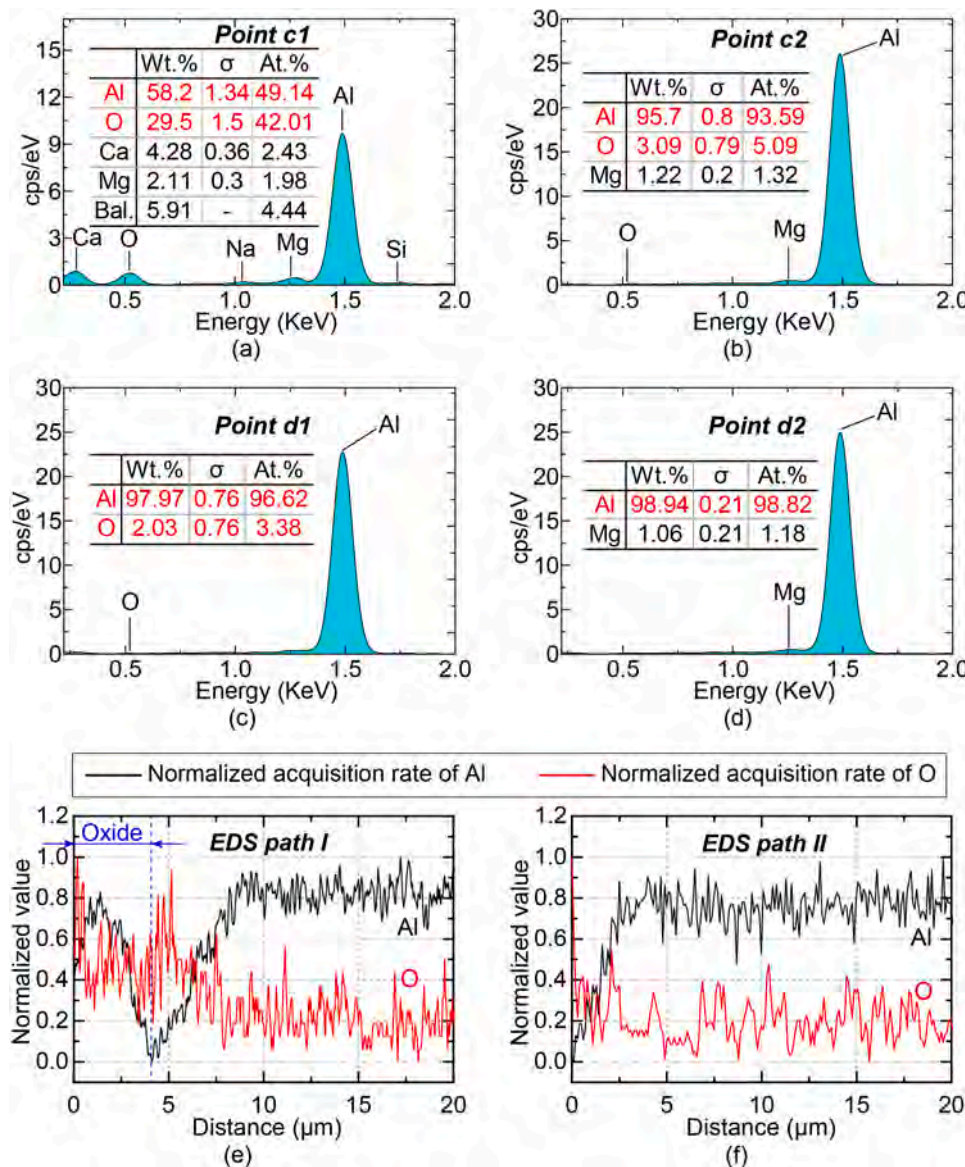 Point c1
Wt.% σ At.%
Al 58.2 1.34 49.14
O 29.5 1.5 42.01
Ca 4.28 0.36 2.43
Mg 2.11 0.3 1.98
Bal. 5.91 - 4.44
Al
Ca O Na Mg Si
15
12
9
6
3
0
cps/eV
0.5 1.0 1.5 2.0
Energy (KeV)
(a)
Point c2
Al
Wt.% σ At.%
Al 95.7 0.8 93.59
O 3.09 0.79 5.09
Mg 1.22 0.2 1.32
O Mg
30
25
20
15
10
5
0
cps/eV
0.5 1.0 1.5 2.0
Energy (KeV)
(b)
Point d1
Al
Wt.% σ At.%
Al 97.97 0.76 96.62
O 2.03 0.76 3.38
O
30
25
20
15
10
5
0
cps/eV
0.5 1.0 1.5 2.0
Energy (KeV)
(c)
Point d2
Al
Wt.% σ At.%
Al 98.94 0.21 98.82
Mg 1.06 0.21 1.18
Mg
30
25
20
15
10
5
0
cps/eV
0.5 1.0 1.5 2.0
Energy (KeV)
(d)
Normalized acquisition rate of Al Normalized acquisition rate of O
Oxide
EDS path I
Al
O
1.2
1.0
0.8
0.6
0.4
0.2
0.0
Normalized value
0 5 10 15 20
Distance (µm)
(e)
EDS path II
Al
O
1.2
1.0
0.8
0.6
0.4
0.2
0.0
Normalized value
0 5 10 15 20
Distance (µm)
(f)